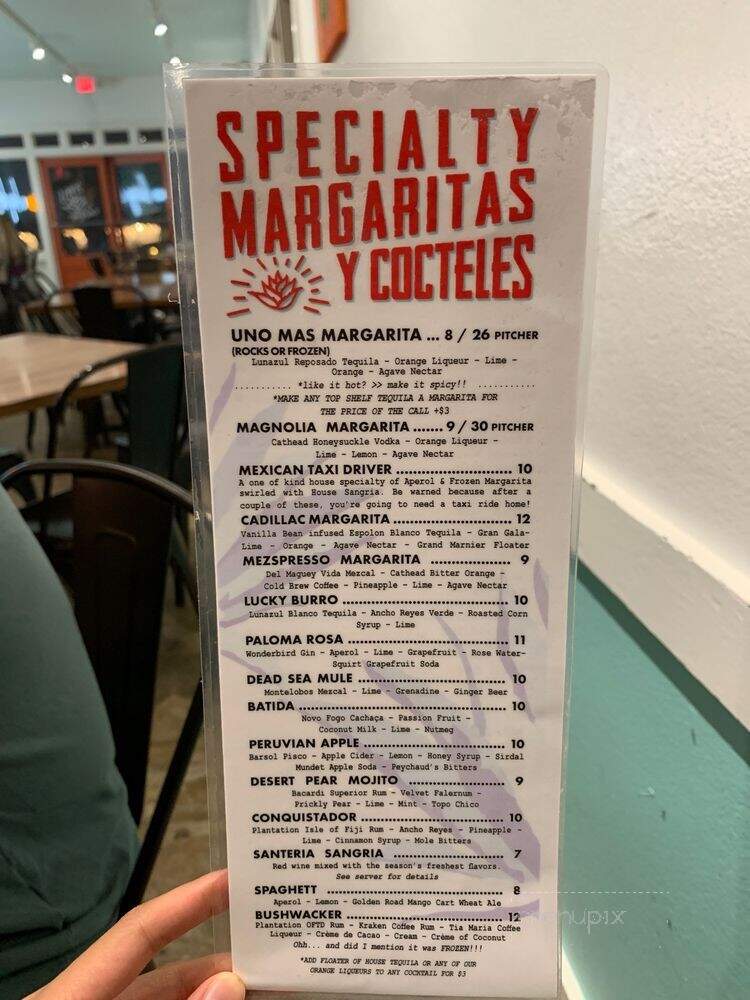 SPECIALTY
MARGARITAS
Y COCTELES
UNO MAS MARGARITA ... 8 / 26 PITCHER
(ROCKS OR FROZEN)
Lunazul Reposado Tequila - Orange Liqueur - Lime -
Orange - Agave Nectar
........... *like it hot? >> make it spicy!! ...........
*MAKE ANY TOP SHELF TEQUILA A MARGARITA FOR
THE PRICE OF THE CALL +$3
MAGNOLIA MARGARITA ....... 9 / 30 PITCHER
Cathead Honeysuckle Vodka - Orange Liqueur -
Lime - Lemon - Agave Nectar
MEXICAN TAXI DRIVER ............................ 10
A one of kind house specialty of Aperol & Frozen Margarita
swirled with House Sangria. Be warned because after a
couple of these, you're going to need a taxi ride home!
CADILLAC MARGARITA ............................ 12
Vanilla Bean infused Espolon Blanco Tequila - Gran Gala-
Lime - Orange - Agave Nectar - Grand Marnier Floater
MEZSPRESSO MARGARITA ................... 9
Del Maguey Vida Mezcal - Cathead Bitter Orange -
Cold Brew Coffee - Pineapple - Lime - Agave Nectar
LUCKY BURRO ........................................ 10
Lunazul Blanco Tequila - Ancho Reyes Verde - Roasted Corn
Syrup - Lime
PALOMA ROSA ....................................... 11
Wonderbird Gin - Aperol - Lime - Grapefruit - Rose Water-
Squirt Grapefruit Soda
DEAD SEA MULE .................................... 10
Montelobos Mezcal - Lime - Grenadine - Ginger Beer
BATIDA .................................................. 10
Novo Fogo Cachaça - Passion Fruit -
Coconut Milk - Lime - Nutmeg
PERUVIAN APPLE ................................... 10
Barsol Pisco - Apple Cider - Lemon - Honey Syrup - Sirdal
Mundet Apple Soda - Peychaud's Bitters
DESERT PEAR MOJITO .......................... 9
Bacardi Superior Rum - Velvet Falernum -
Prickly Pear - Lime - Mint - Topo Chico
CONQUISTADOR ................................... 10
Plantation Isle of Fiji Rum - Ancho Reyes - Pineapple -
Lime - Cinnamon Syrup - Mole Bitters
SANTERIA SANGRIA .......................... 7
Red wine mixed with the season's freshest flavors.
See server for details
SPAGHETT ........................................... 8
Aperol - Lemon - Golden Road Mango Cart Wheat Ale
BUSHWACKER ...................................... 12
Plantation OFTD Rum - Kraken Coffee Rum - Tia Maria Coffee
Liqueur - Crème de Cacao - Cream - Crème of Coconut
Ohh... and did I mention it was FROZEN!!!
*ADD FLOATER OF HOUSE TEQUILA OR ANY OF OUR
ORANGE LIQUEURS TO ANY COCKTAIL FOR $3
menupix